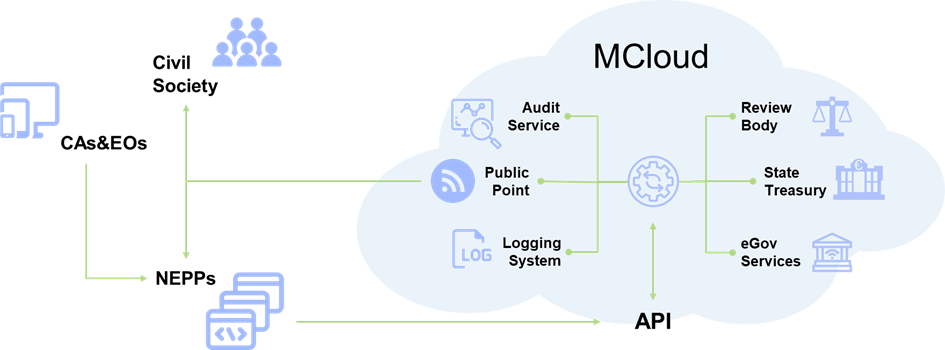 MCloud
Civil
Society
CAs&EOs
NEPPs
Audit
Service
Public
Point
LOG
Logging
System
Review
Body
State
Treasury
eGov
Services
API